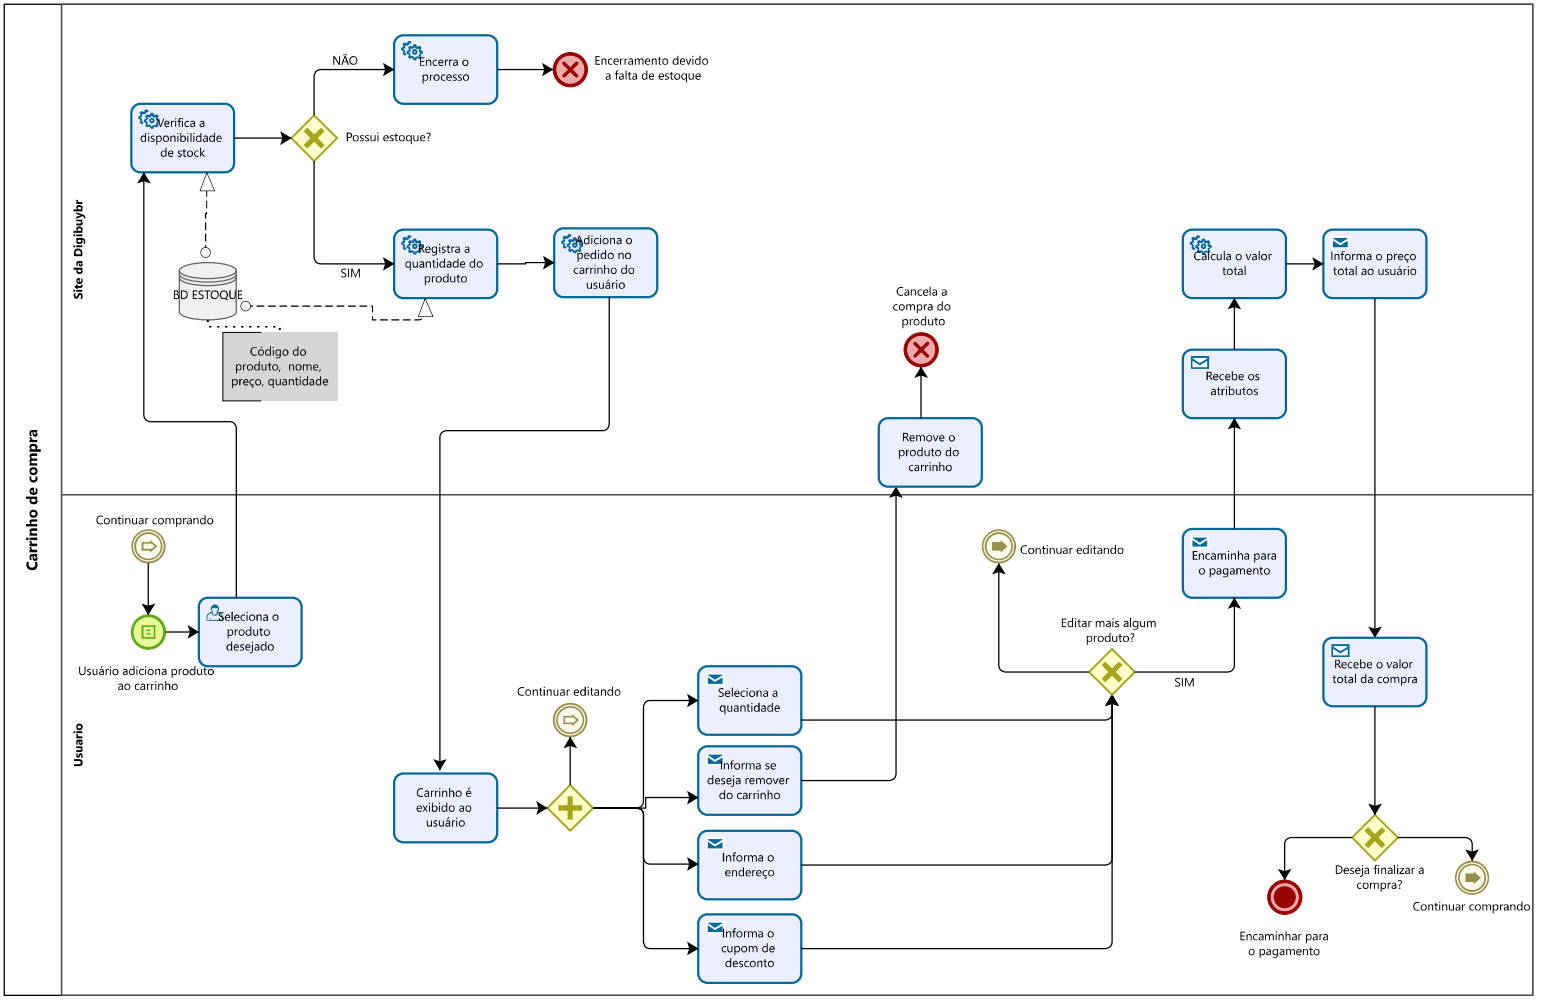 Carrinho de compra
Site da Digibuybr
Usuario
NÃO
Encerra o
processo
Encerramento devido
a falta de estoque
Verifica a
disponibilidade
de stock
Possui estoque?
SIM
Registra a
quantidade do
produto
Adiciona o
pedido no
carrinho do
usuário
BD ESTOQUE
Código do
produto, nome,
preço, quantidade
Cancela a
compra do
produto
Remove o
produto do
carrinho
Calcula o valor
total
Informa o preço
total ao usuário
Recebe os
atributos
Continuar comprando
Usuário adiciona produto
ao carrinho
Seleciona o
produto
desejado
Carrinho é
exibido ao
usuário
Continuar editando
Seleciona a
quantidade
Informa se
deseja remover
do carrinho
Informa o
endereço
Informa o
cupom de
desconto
Continuar editando
Editar mais algum
produto?
SIM
Encaminha para
o pagamento
Recebe o valor
total da compra
Deseja finalizar a
compra?
Encaminhar para
o pagamento
Continuar comprando